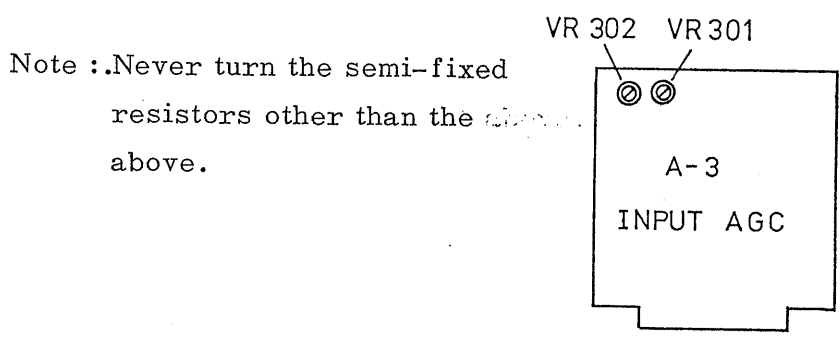 Note :.Never turn the semi-fixed
resistors other than the
above.
VR 302 VR 301
A-3
INPUT AGC